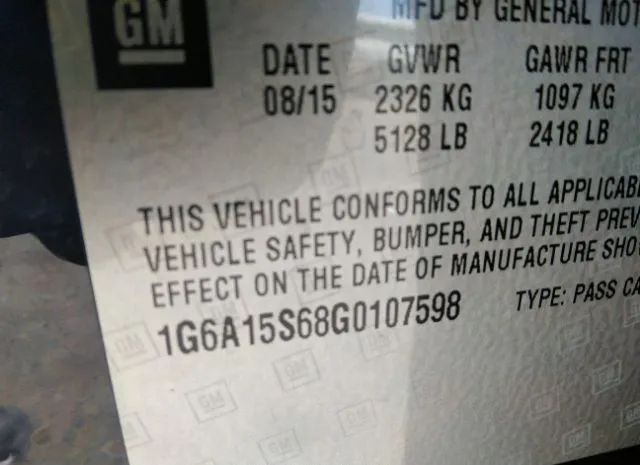 GM
MFD BY GENERAL MOT
DATE GVWR GAWR FRT
08/15 2326 KG 1097 KG
5128 LB 2418 LB
THIS VEHICLE CONFORMS TO ALL APPLICABL
VEHICLE SAFETY, BUMPER, AND THEFT PREV
EFFECT ON THE DATE OF MANUFACTURE SHO
1G6A15S68G0107598 TYPE: PASS CA